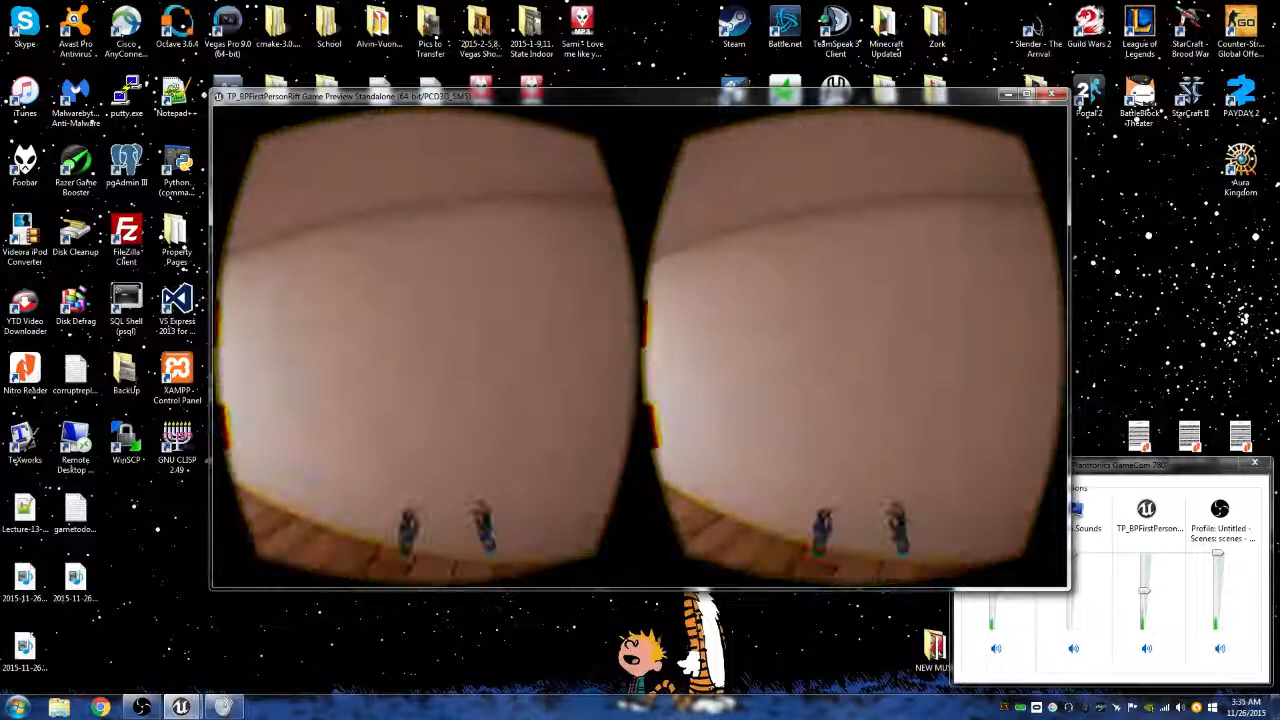 Skype
Avast Pro
Antivirus
Cisco
AnyConne...
Octave 3.6.4
Vegas Pro 9.0
(64-bit)
cmake-3.0....
School
Alvin-Vuon...
Pics to
Transfer
2015-2-5,8,
Vegas Sho...
2015-1-9,11,
State Indoor
MP3
Sami - Love
me like y...
Steam
Battle.net
TeamSpeak 3
Client
Minecraft
Updated
Zork
Slender - The
Arrival
Guild Wars 2
League of
Legends
StarCraft -
Brood War
GO
Counter-Str...
Global Offe...
TP_BPFirstPersonRift Game Preview Standalone (64-bit/PCD3D_SM5)
iTunes
Malwarebyt...
Anti-Malware
putty.exe
Notepad++
Portal 2
BattleBlock
Theater
StarCraft II
PAYDAY 2
Foobar
Razer Game
Booster
pgAdmin III
Python
(comma...
Aura
Kingdom
Videora iPod
Converter
Disk Cleanup
FileZilla
Client
Property
Pages
YTD Video
Downloader
Disk Defrag
SQL Shell
(psql)
VS Express
2013 for ...
Nitro Reader
corruptrepl...
BackUp
XAMPP -
Control Panel
TeXworks
Remote
Desktop ...
WinSCP
GNU CLISP
2.49
Plantronics GameCom 780
Lecture-13-...
gametodo...
Sounds
TP_BPFirstPerson...
Profile: Untitled -
Scenes: scenes - ...
2015-11-26...
2015-11-26...
2015-11-26...
NEW MUS
3:35 AM
11/26/2015